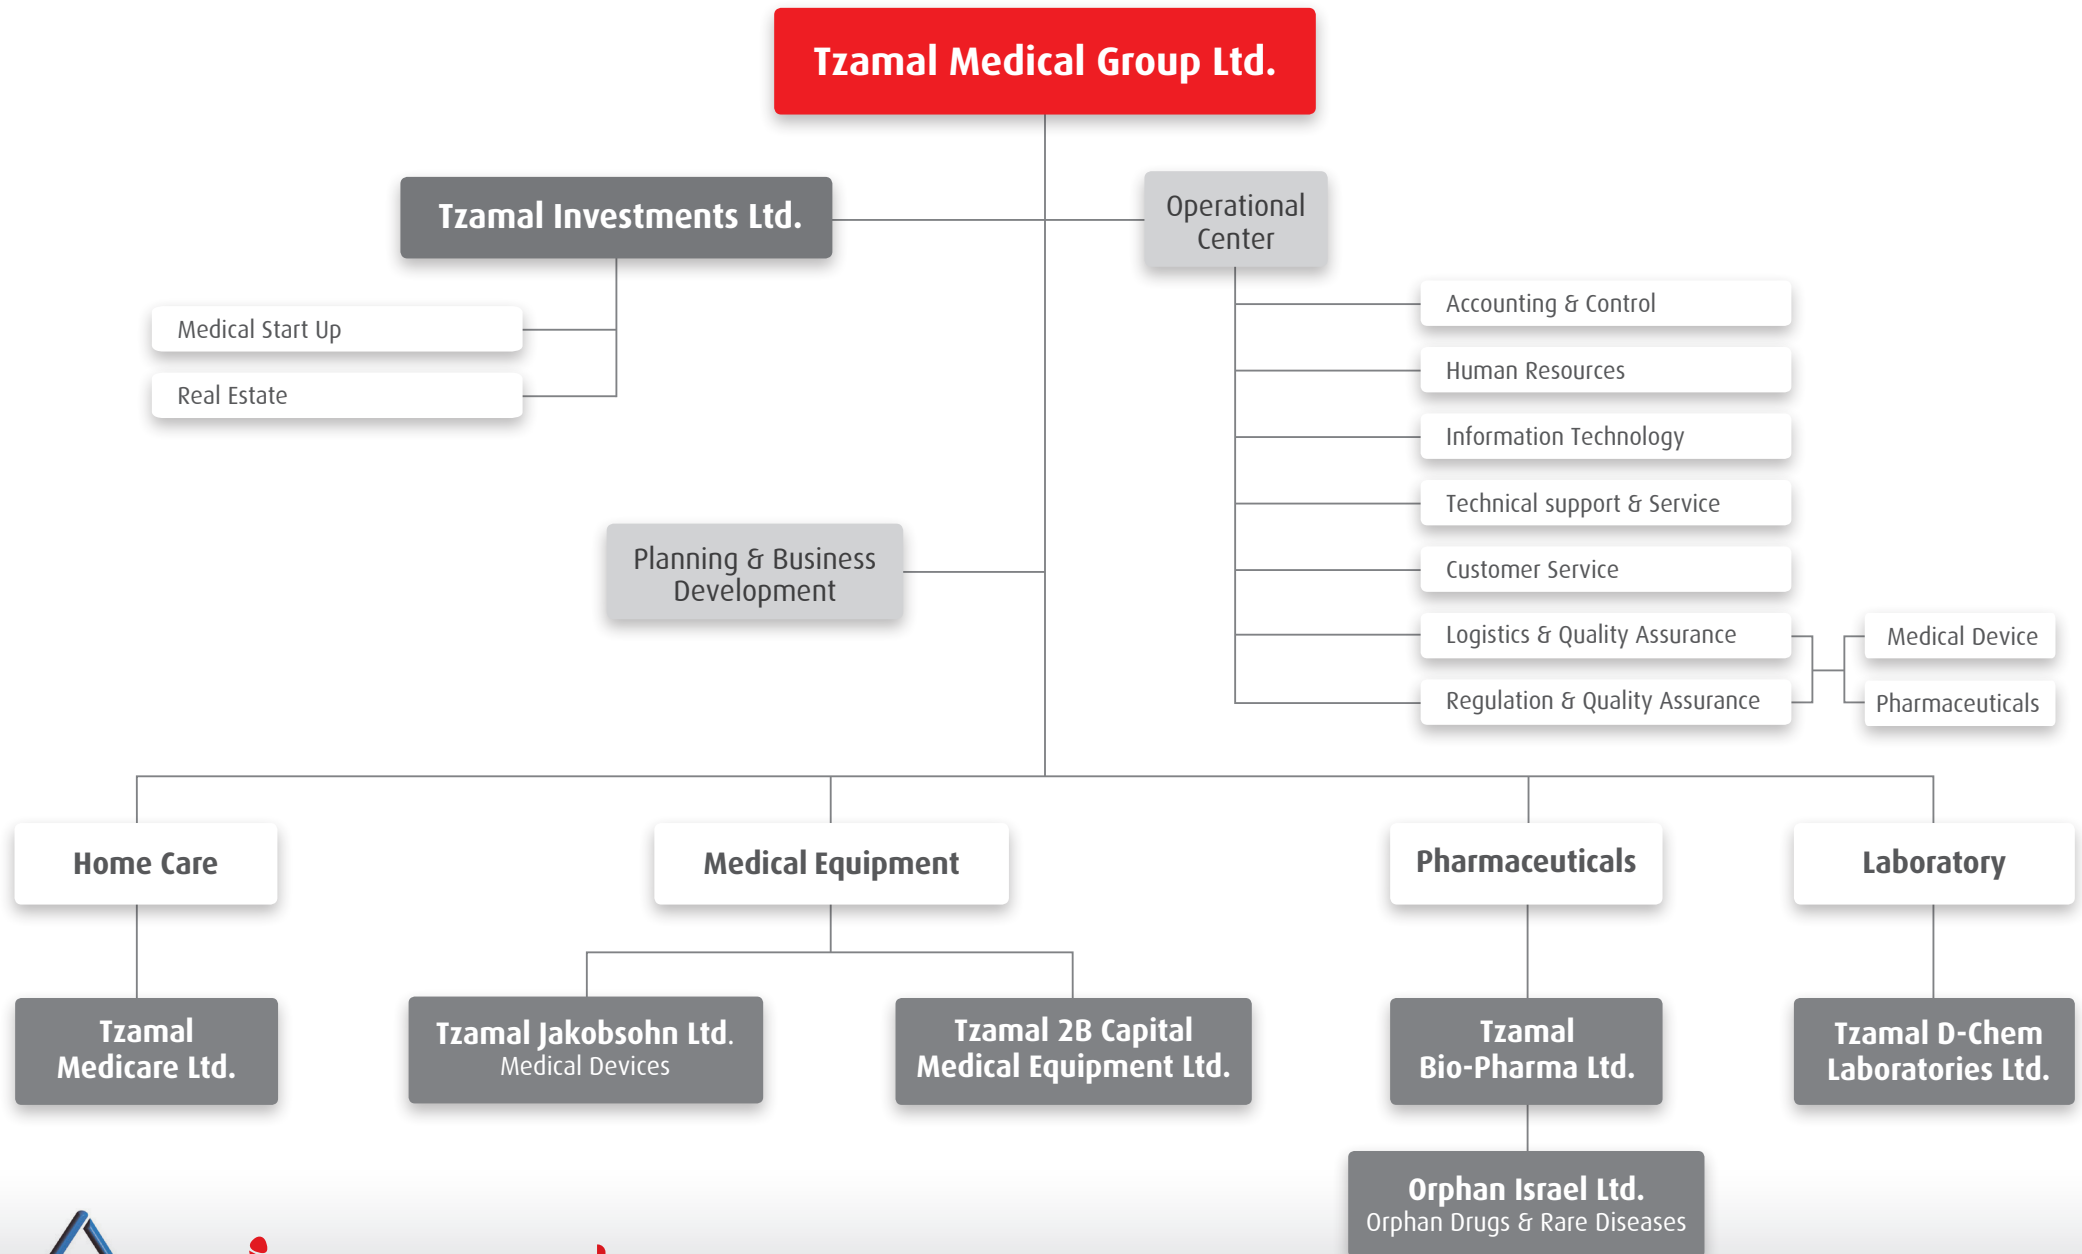 Tzamal Medical Group Ltd.
Tzamal Investments Ltd.
Medical Start Up
Real Estate
Operational
Center
Accounting & Control
Human Resources
Information Technology
Technical support & Service
Customer Service
Logistics & Quality Assurance
Regulation & Quality Assurance
Medical Device
Pharmaceuticals
Planning & Business
Development
Home Care
Medical Equipment
Pharmaceuticals
Laboratory
Tzamal
Medicare Ltd.
Tzamal Jakobsohn Ltd.
Medical Devices
Tzamal 2B Capital
Medical Equipment Ltd.
Tzamal
Bio-Pharma Ltd.
Tzamal D-Chem
Laboratories Ltd.
Orphan Israel Ltd.
Orphan Drugs & Rare Diseases